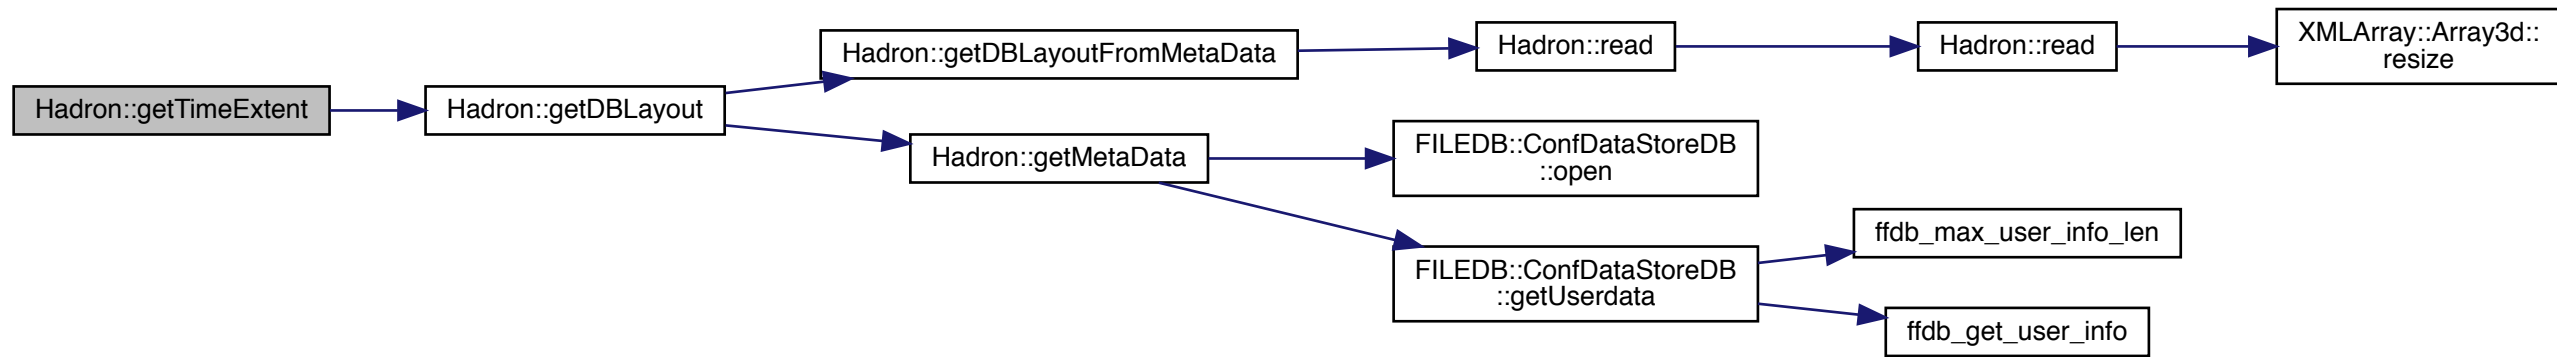 Hadron::getTimeExtent
Hadron::getDBLayout
Hadron::getDBLayoutFromMetaData
Hadron::read
Hadron::read
XMLArray::Array3d::
resize
Hadron::getMetaData
FILEDB::ConfDataStoreDB
::open
FILEDB::ConfDataStoreDB
::getUserdata
ffdb_max_user_info_len
ffdb_get_user_info